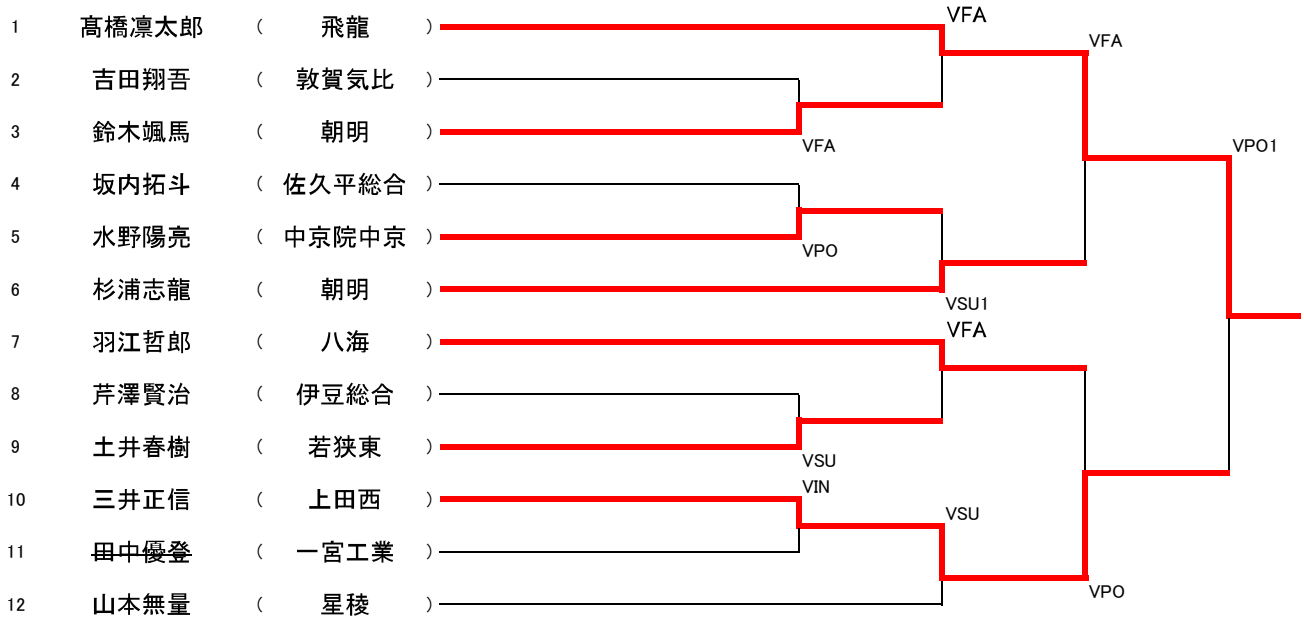 1 髙橋凛太郎 ( 飛龍 ) VFA
VFA
2 吉田翔吾 ( 敦賀気比 )
3 鈴木颯馬 ( 朝明 )
VFA
VPO1
4 坂内拓斗 ( 佐久平総合 )
5 水野陽亮 ( 中京院中京 )
VPO
6 杉浦志龍 ( 朝明 )
VSU1
7 羽江哲郎 ( 八海 ) VFA
8 芹澤賢治 ( 伊豆総合 )
9 土井春樹 ( 若狭東 )
VSU
VIN
10 三井正信 ( 上田西 )
VSU
11 田中優登 ( 一宮工業 )
VPO
12 山本無量 ( 星稜 )